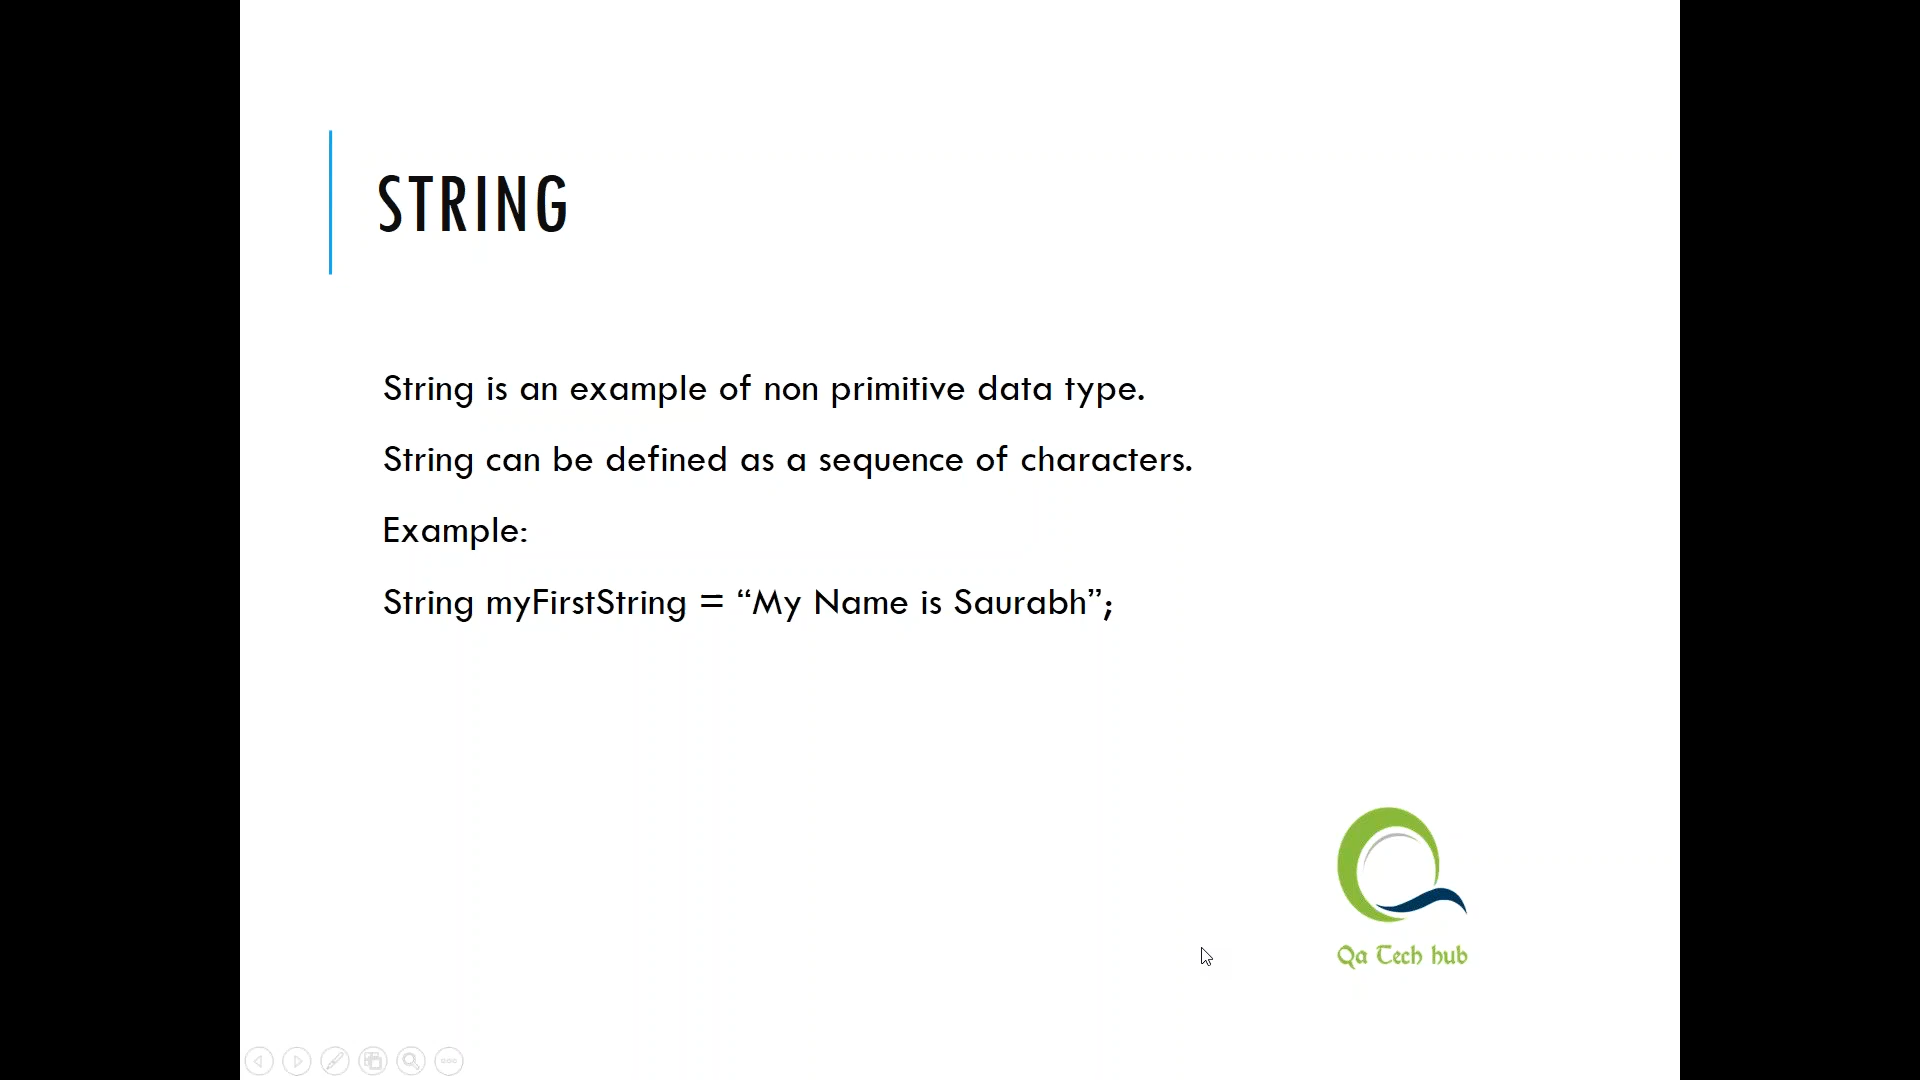 STRING
String is an example of non primitive data type.
String can be defined as a sequence of characters.
Example:
String myFirstString = “My Name is Saurabh”;
Qa Tech hub